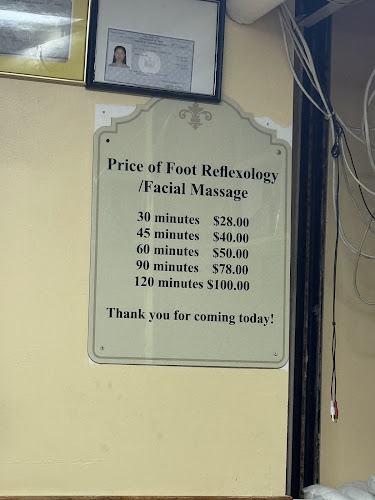 Price of Foot Reflexology
/Facial Massage
30 minutes $28.00
45 minutes $40.00
60 minutes $50.00
90 minutes $78.00
120 minutes $100.00
Thank you for coming today!